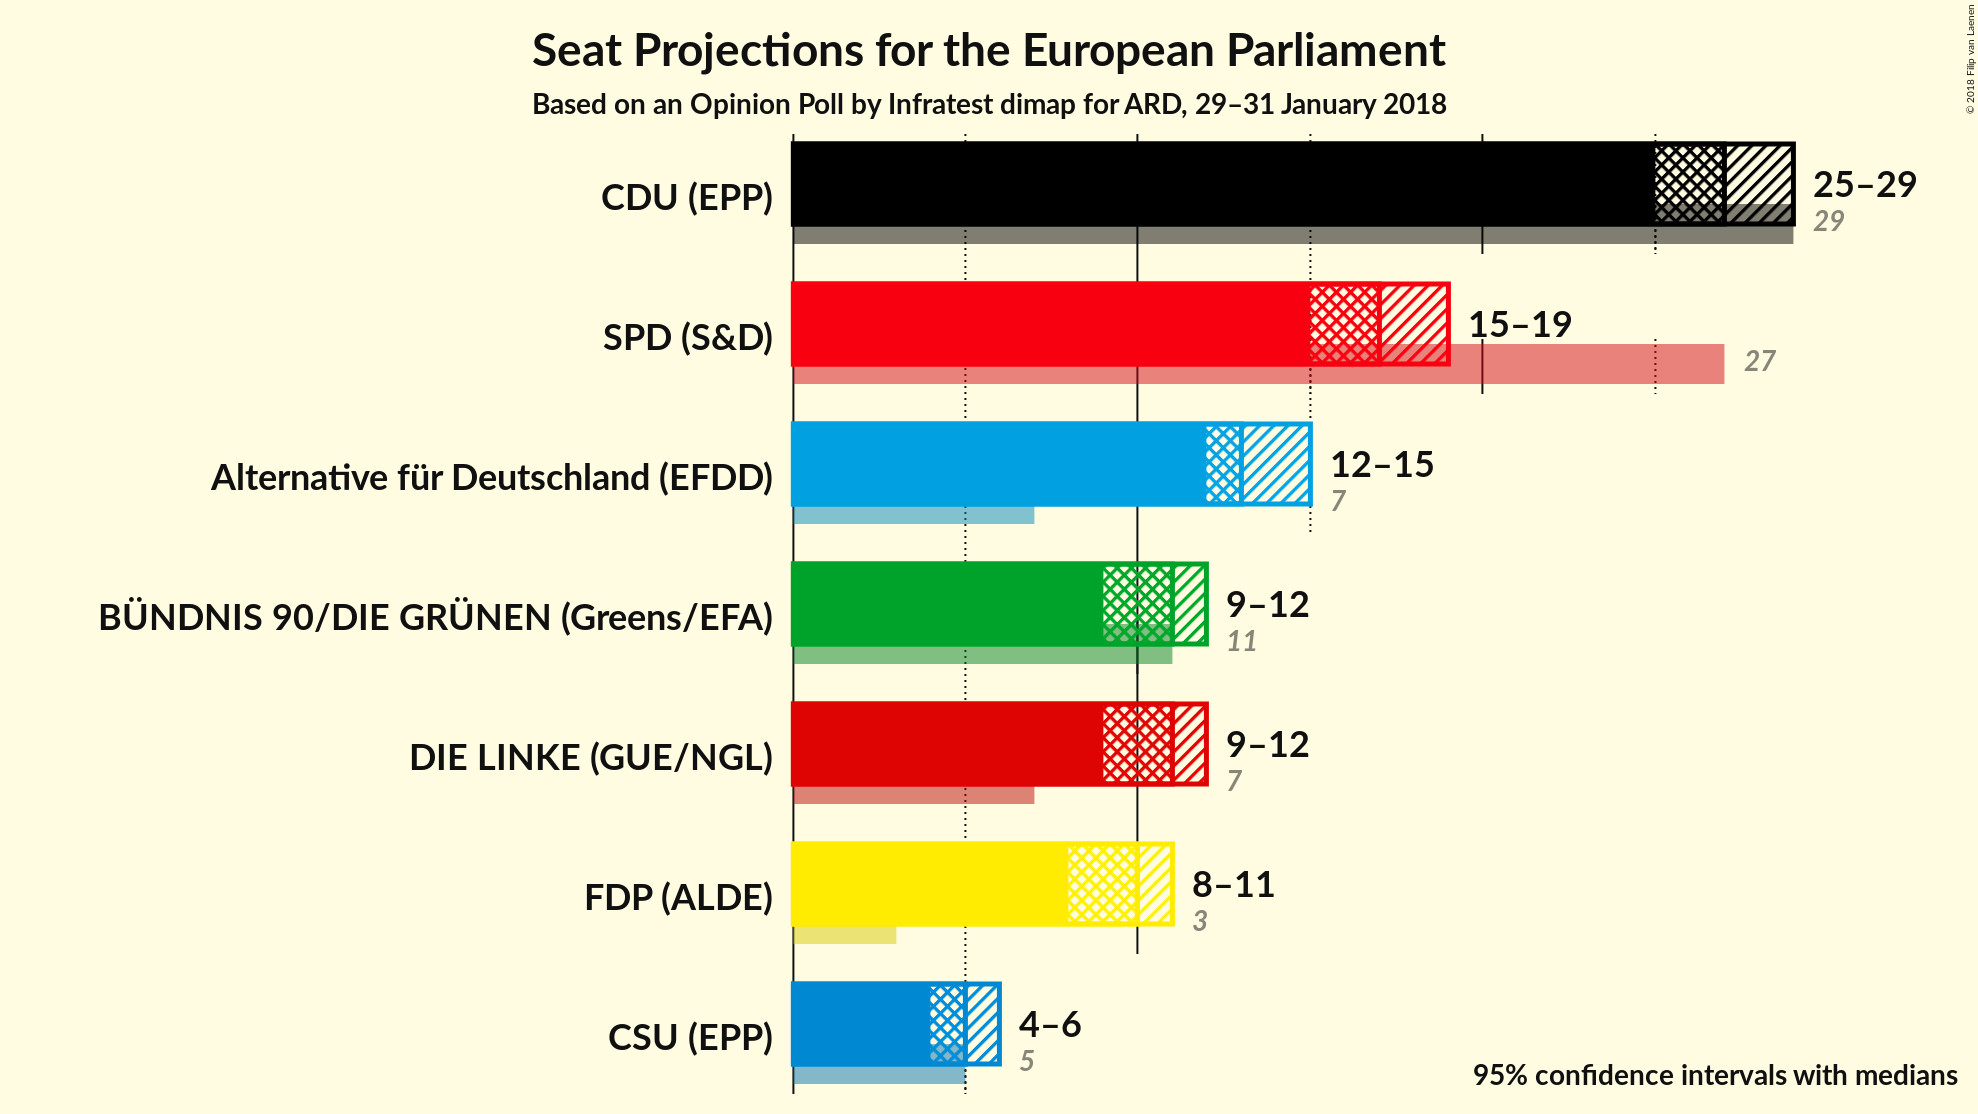 Seat Projections for the European Parliament
Based on an Opinion Poll by Infratest dimap for ARD, 29–31 January 2018
© 2018 Filip van Laenen
CDU (EPP)
25–29
29
SPD (S&D)
15–19
27
Alternative für Deutschland (EFDD)
12–15
7
BÜNDNIS 90/DIE GRÜNEN (Greens/EFA)
9–12
11
DIE LINKE (GUE/NGL)
9–12
7
FDP (ALDE)
8–11
3
CSU (EPP)
4–6
5
95% confidence intervals with medians